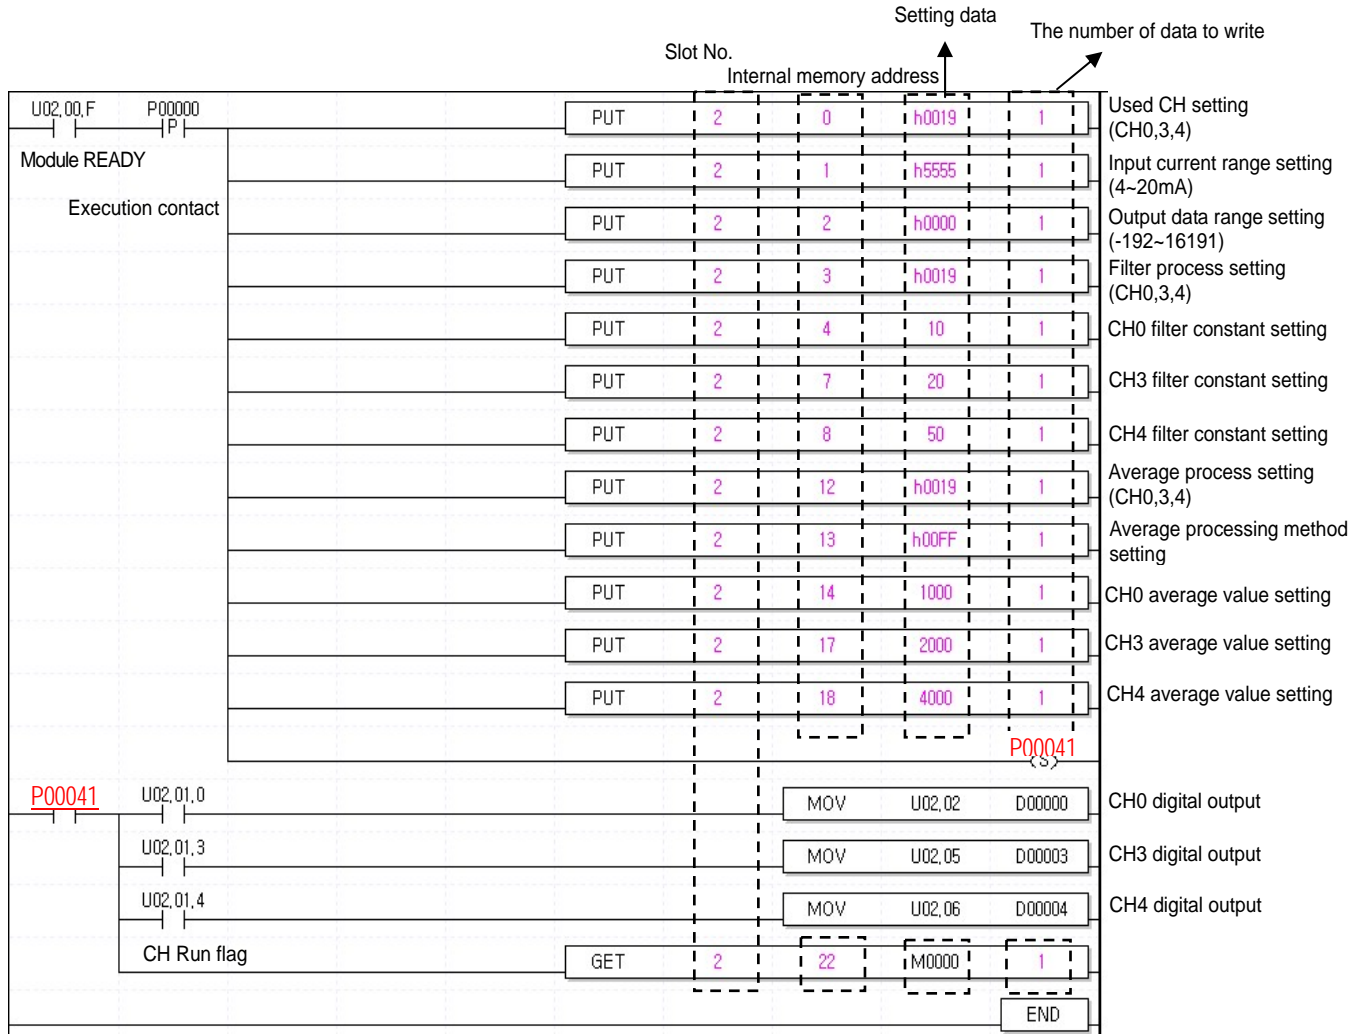 Setting data
The number of data to write
Slot No.
Internal memory address
U02,00,F P00000 PUT 2 0 h0019 1 Used CH setting
P (CH0,3,4)
Module READY PUT 2 1 h5555 1 Input current range setting
(4~20mA)
Execution contact PUT 2 2 h0000 1 Output data range setting
(-192~16191)
PUT 2 3 h0019 1 Filter process setting
(CH0,3,4)
PUT 2 4 10 1 CH0 filter constant setting
PUT 2 7 20 1 CH3 filter constant setting
PUT 2 8 50 1 CH4 filter constant setting
PUT 2 12 h0019 1 Average process setting
(CH0,3,4)
PUT 2 13 h00FF 1 Average processing method
setting
PUT 2 14 1000 1 CH0 average value setting
PUT 2 17 2000 1 CH3 average value setting
PUT 2 18 4000 1 CH4 average value setting
P00041
(S)
P00041 U02,01,0 MOV U02,02 D00000 CH0 digital output
U02,01,3 MOV U02,05 D00003 CH3 digital output
U02,01,4 MOV U02,06 D00004 CH4 digital output
CH Run flag GET 2 22 M0000 1
END